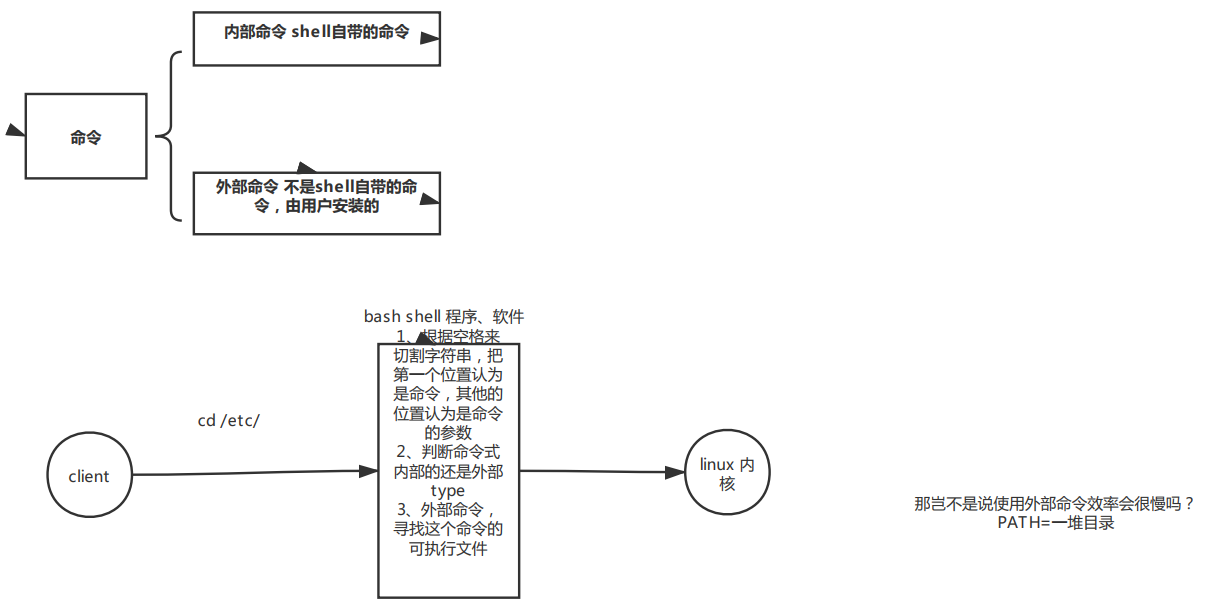 内部命令 shell自带的命令
命令
外部命令 不是shell自带的命
令，由用户安装的
bash shell 程序、软件
1、根据空格来
切割字符串，把
第一个位置认为
是命令，其他的
位置认为是命令
的参数
2、判断命令式
内部的还是外部
type
3、外部命令，
寻找这个命令的
可执行文件
cd /etc/
client
linux 内
核
那岂不是说使用外部命令效率会很慢吗？
PATH=一堆目录